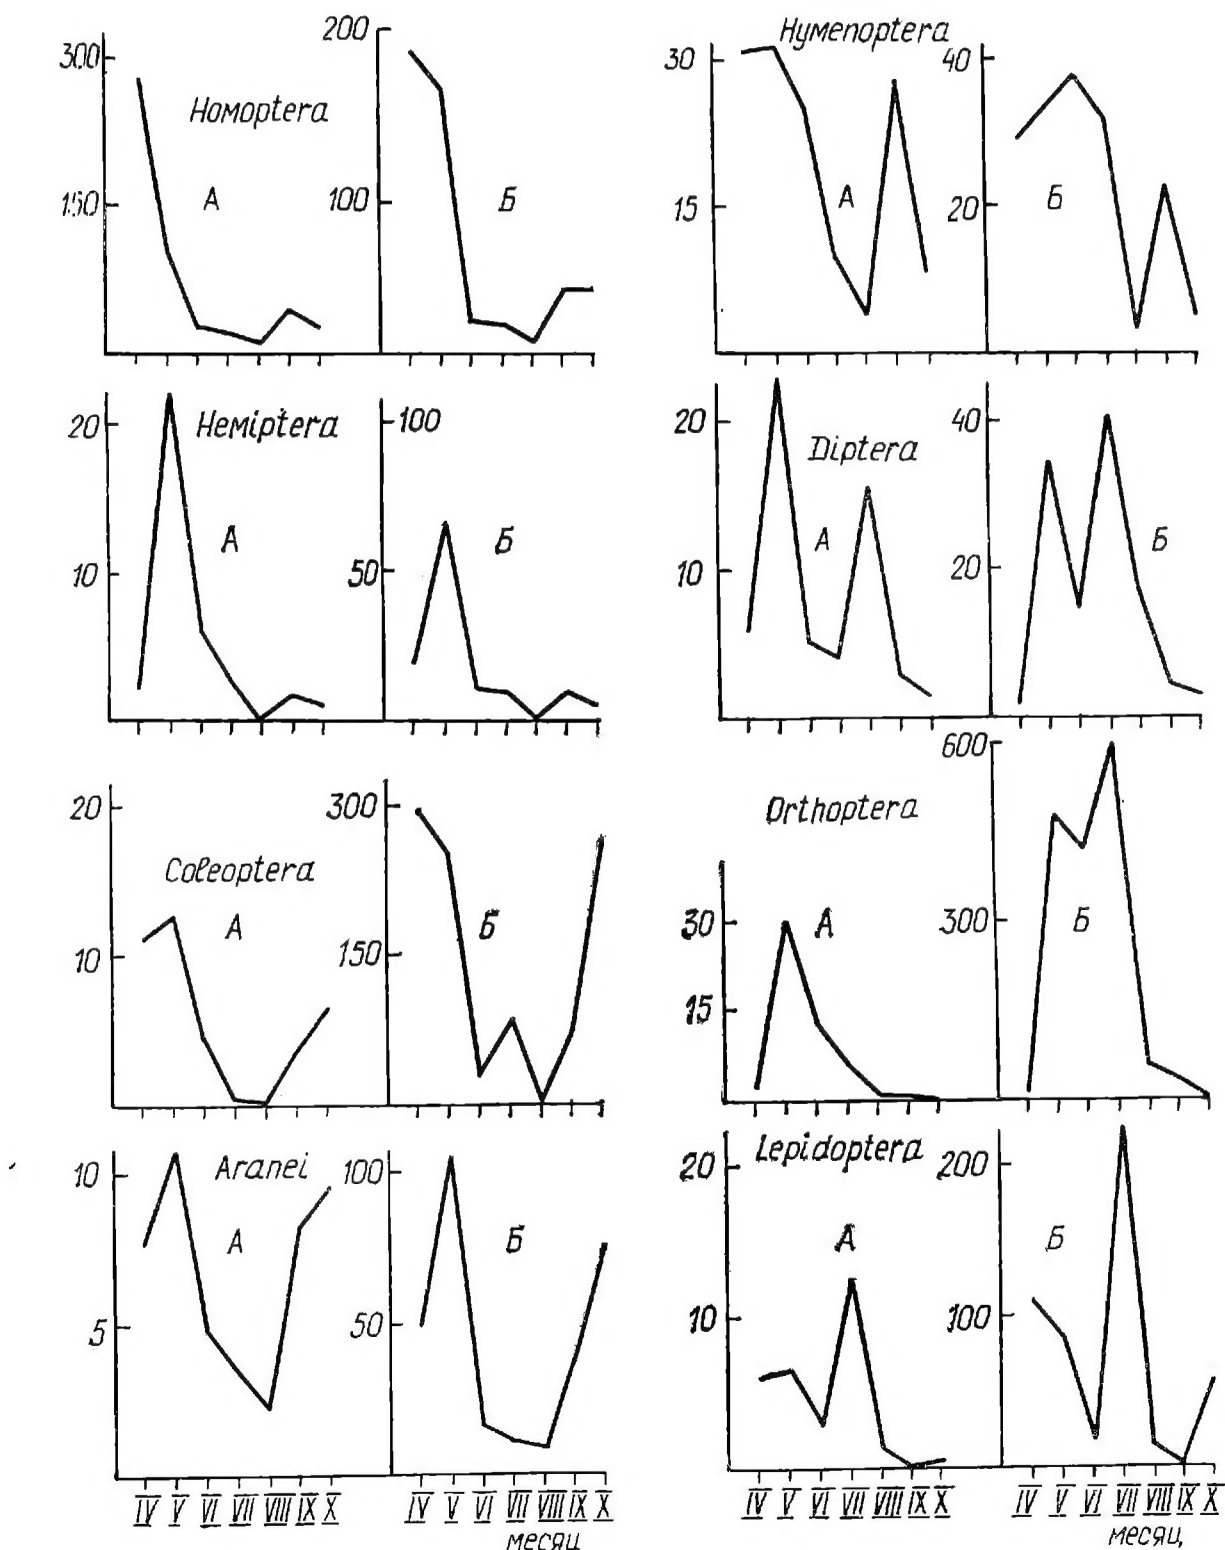 300
150
Homoptera
А
200
100
Б
Hymenoptera
30
15
А
40
20
Б
20
10
Hemiptera
А
100
50
Б
20
10
Diptera
А
40
20
Б
20
10
Coleoptera
А
300
150
Б
Orthoptera
30
15
А
600
300
Б
10
5
Aranei
А
100
50
Б
Lepidoptera
20
10
А
200
100
Б
IV V VI VII VIII IX X
IV V VI VII VIII IX X
месяц
IV V VI VII VIII IX X
IV V VI VII VIII IX X
месяц,